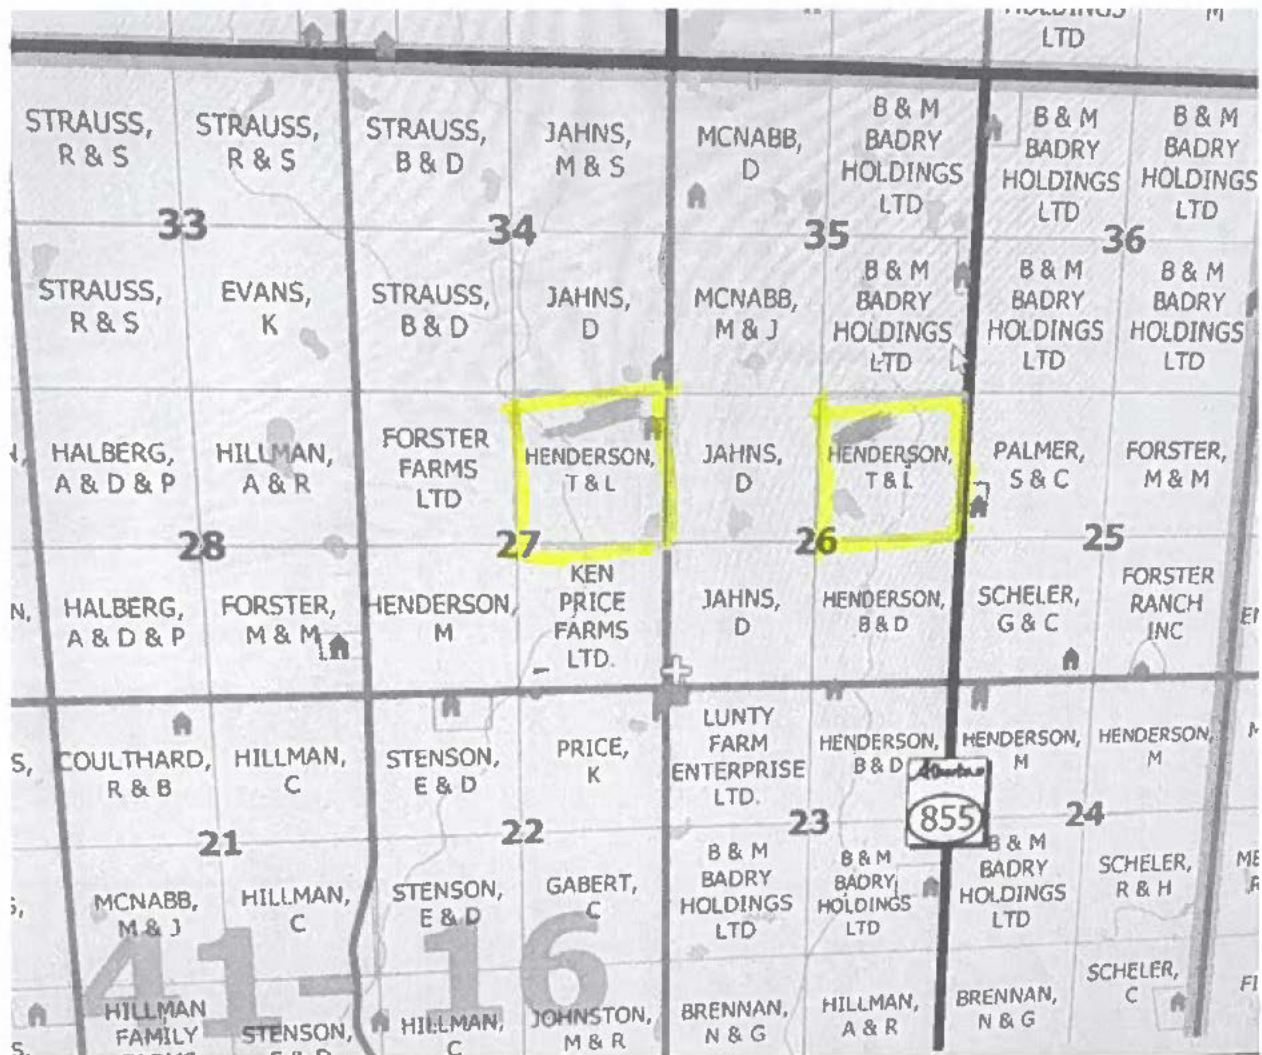 HOLDINGS
LTD
M
STRAUSS,
R & S
STRAUSS,
R & S
STRAUSS,
B & D
JAHNS,
M & S
MCNABB,
D
B & M
BADRY
HOLDINGS
LTD
B & M
BADRY
HOLDINGS
LTD
B & M
BADRY
HOLDINGS
LTD
33
34
35
36
STRAUSS,
R & S
EVANS,
K
STRAUSS,
B & D
JAHNS,
D
MCNABB,
M & J
B & M
BADRY
HOLDINGS
LTD
B & M
BADRY
HOLDINGS
LTD
B & M
BADRY
HOLDINGS
LTD
HALBERG,
A & D & P
HILLMAN,
A & R
FORSTER
FARMS
LTD
HENDERSON,
T & L
JAHNS,
D
HENDERSON,
T & L
PALMER,
S & C
FORSTER,
M & M
28
27
26
25
N,
HALBERG,
A & D & P
FORSTER,
M & M
HENDERSON,
M
KEN
PRICE
FARMS
LTD.
JAHNS,
D
HENDERSON,
B & D
SCHELER,
G & C
FORSTER
RANCH
INC
S,
COULTHARD,
R & B
HILLMAN,
C
STENSON,
E & D
PRICE,
K
LUNTY
FARM
ENTERPRISE
LTD.
HENDERSON,
B & D
HENDERSON,
M
HENDERSON,
M
Alberta
855
21
22
23
24
MCNABB,
M & J
HILLMAN,
C
STENSON,
E & D
GABERT,
C
B & M
BADRY
HOLDINGS
LTD
B & M
BADRY
HOLDINGS
LTD
B & M
BADRY
HOLDINGS
LTD
SCHELER,
R & H
41-16
HILLMAN
FAMILY
STENSON,
HILLMAN,
C
JOHNSTON,
M & R
BRENNAN,
N & G
HILLMAN,
A & R
BRENNAN,
N & G
SCHELER,
C